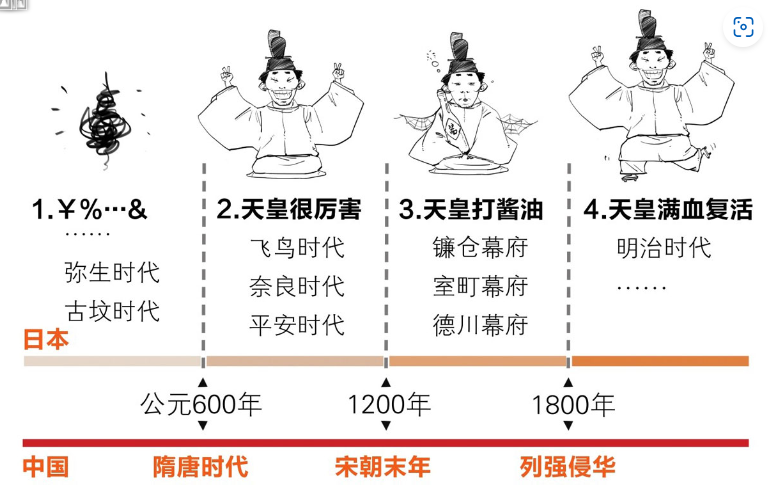 1.￥%…&
……
弥生时代
古坟时代
2.天皇很厉害
飞鸟时代
奈良时代
平安时代
3.天皇打酱油
镰仓幕府
室町幕府
德川幕府
4.天皇满血复活
明治时代
……
日本
公元600年
1200年
1800年
中国
隋唐时代
宋朝末年
列强侵华